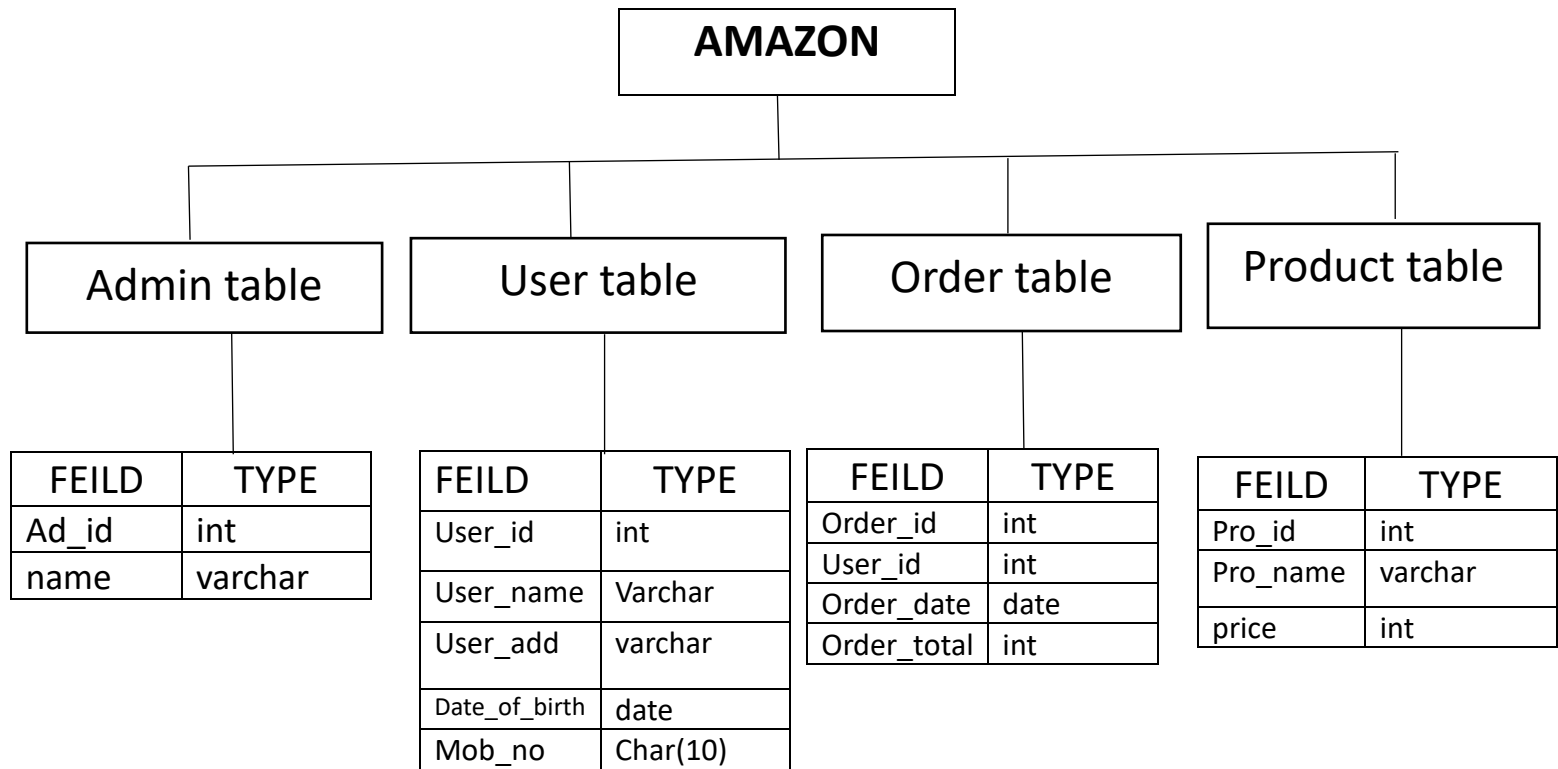 AMAZON
Admin table
User table
Order table
Product table
FEILD TYPE
Ad_id int
name varchar
FEILD TYPE
User_id int
User_name Varchar
User_add varchar
Date_of_birth date
Mob_no Char(10)
FEILD TYPE
Order_id int
User_id int
Order_date date
Order_total int
FEILD TYPE
Pro_id int
Pro_name varchar
price int